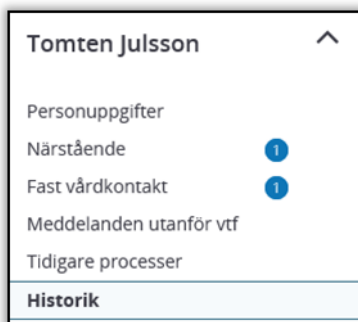 Tomten Julsson
Personuppgifter
Närstående 1
Fast vårdkontakt 1
Meddelanden utanför vtf
Tidigare processer
Historik